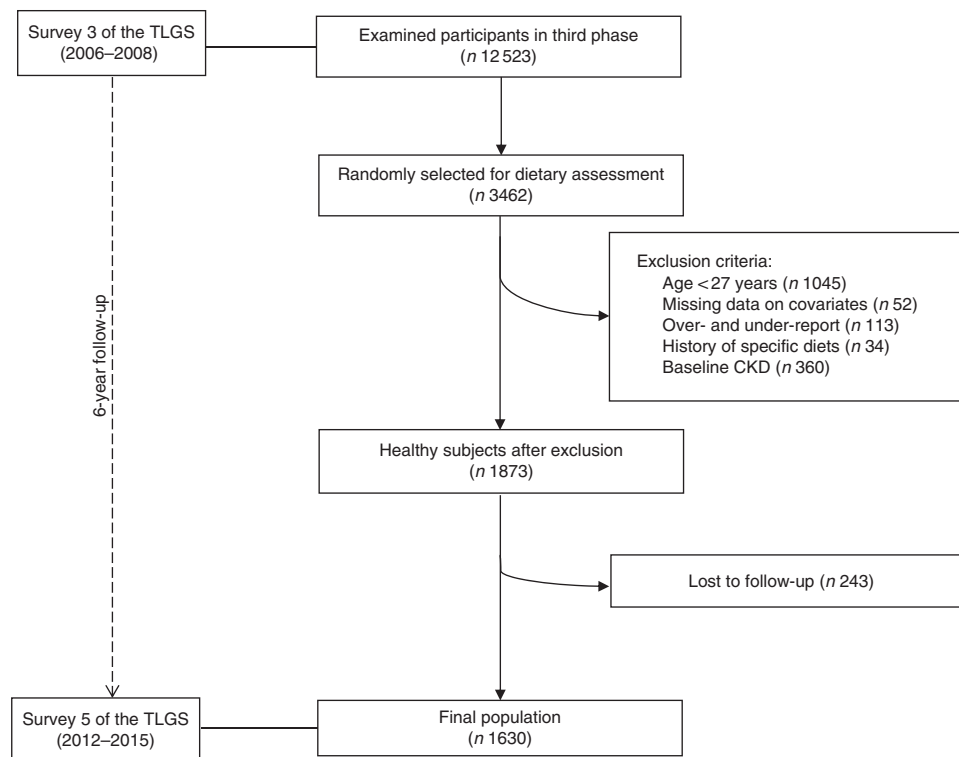 Survey 3 of the TLGS
(2006–2008)
Examined participants in third phase
(n 12 523)
Randomly selected for dietary assessment
(n 3462)
Exclusion criteria:
Age <27 years (n 1045)
Missing data on covariates (n 52)
Over- and under-report (n 113)
History of specific diets (n 34)
Baseline CKD (n 360)
6-year follow-up
Healthy subjects after exclusion
(n 1873)
Lost to follow-up (n 243)
Survey 5 of the TLGS
(2012–2015)
Final population
(n 1630)